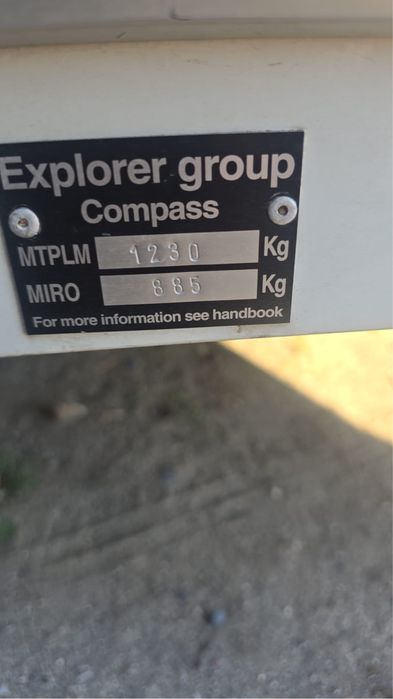 Explorer group
Compass
MTPLM 1230 Kg
MIRO 885 Kg
For more information see handbook